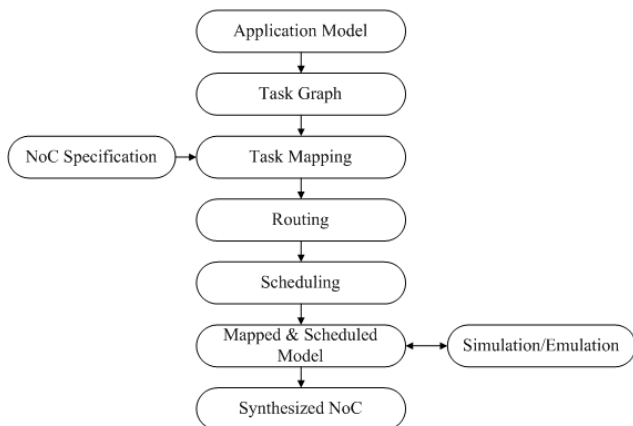 Application Model
Task Graph
NoC Specification
Task Mapping
Routing
Scheduling
Mapped & Scheduled
Model
Simulation/Emulation
Synthesized NoC